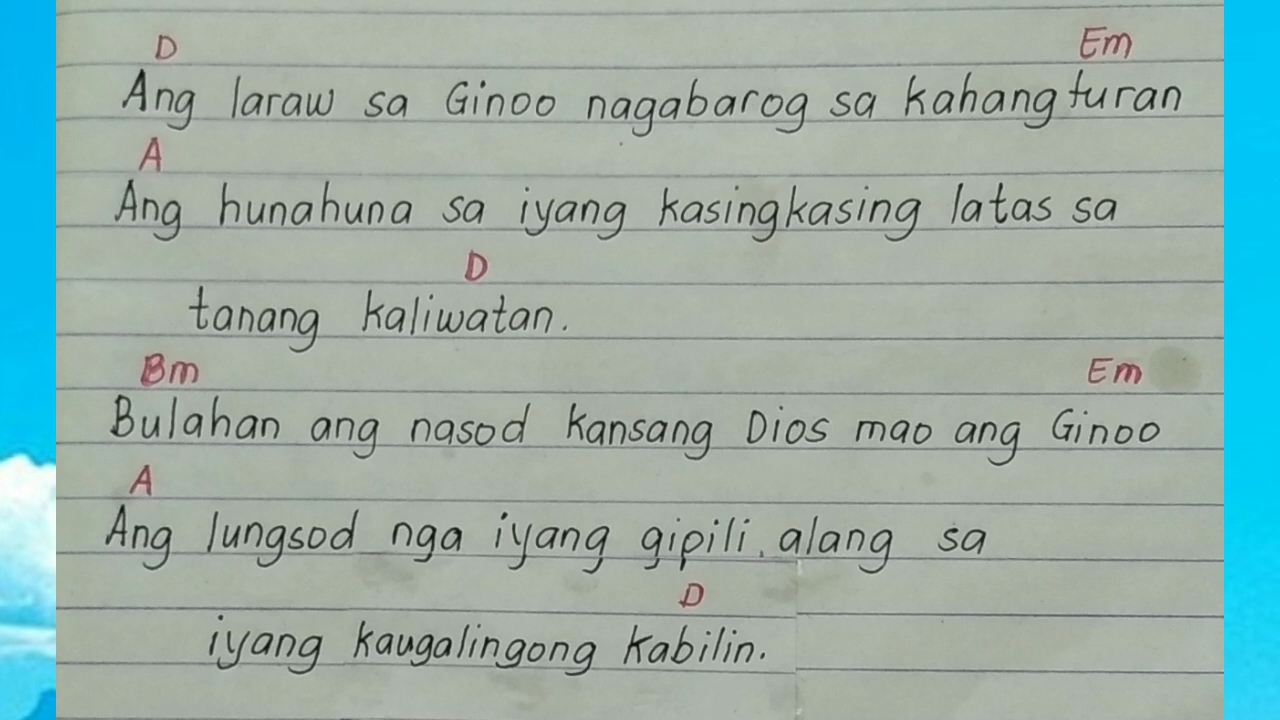 D Em
Ang laraw sa Ginoo nagabarog sa kahangturan
A
Ang hunahuna sa iyang kasingkasing latas sa
D
tanang kaliwatan.
Bm Em
Bulahan ang nasod kansang Dios mao ang Ginoo
A
Ang lungsod nga iyang gipili, alang sa
D
iyang kaugalingong kabilin.